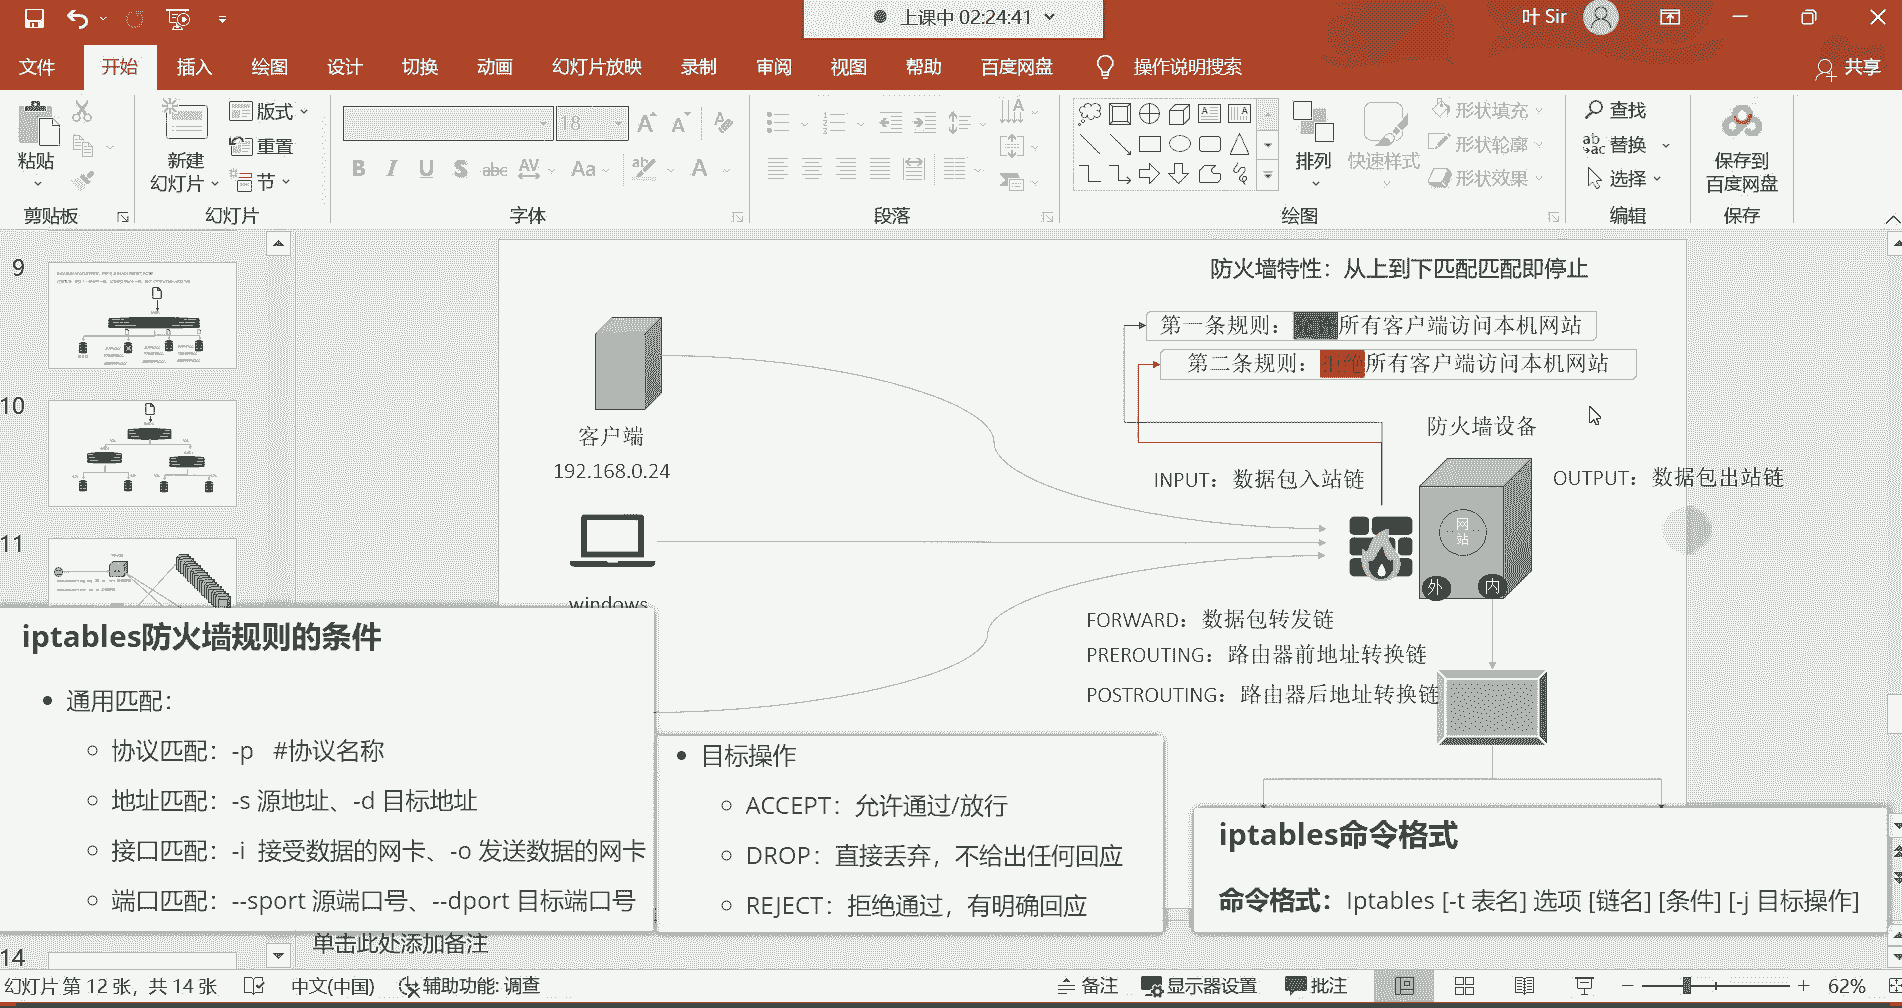 上课中 02:24:41
叶 Sir
文件 开始 插入 绘图 设计 切换 动画 幻灯片放映 录制 审阅 视图 帮助 百度网盘 操作说明搜索 共享
粘贴
剪贴板
新建
幻灯片
版式
重置
节
幻灯片
18
字体
段落
排列
快速样式
形状填充
形状轮廓
形状效果
绘图
查找
替换
选择
编辑
保存到
百度网盘
保存
9
10
11
14
防火墙特性：从上到下匹配匹配即停止
第一条规则：
所有客户端访问本机网站
第二条规则：拒绝所有客户端访问本机网站
客户端
192.168.0.24
windows
防火墙设备
INPUT：数据包入站链
OUTPUT：数据包出站链
网
站
外
内
FORWARD：数据包转发链
PREROUTING：路由器前地址转换链
POSTROUTING：路由器后地址转换链
iptables防火墙规则的条件
通用匹配：
协议匹配：-p #协议名称
地址匹配：-s 源地址、-d 目标地址
接口匹配：-i 接受数据的网卡、-o 发送数据的网卡
端口匹配：--sport 源端口号、--dport 目标端口号
目标操作
ACCEPT：允许通过/放行
DROP：直接丢弃，不给出任何回应
REJECT：拒绝通过，有明确回应
iptables命令格式
命令格式：Iptables [-t 表名] 选项 [链名] [条件] [-j 目标操作]
单击此处添加备注
幻灯片 第 12 张，共 14 张 中文(中国) 辅助功能: 调查 备注 显示器设置 批注 62%